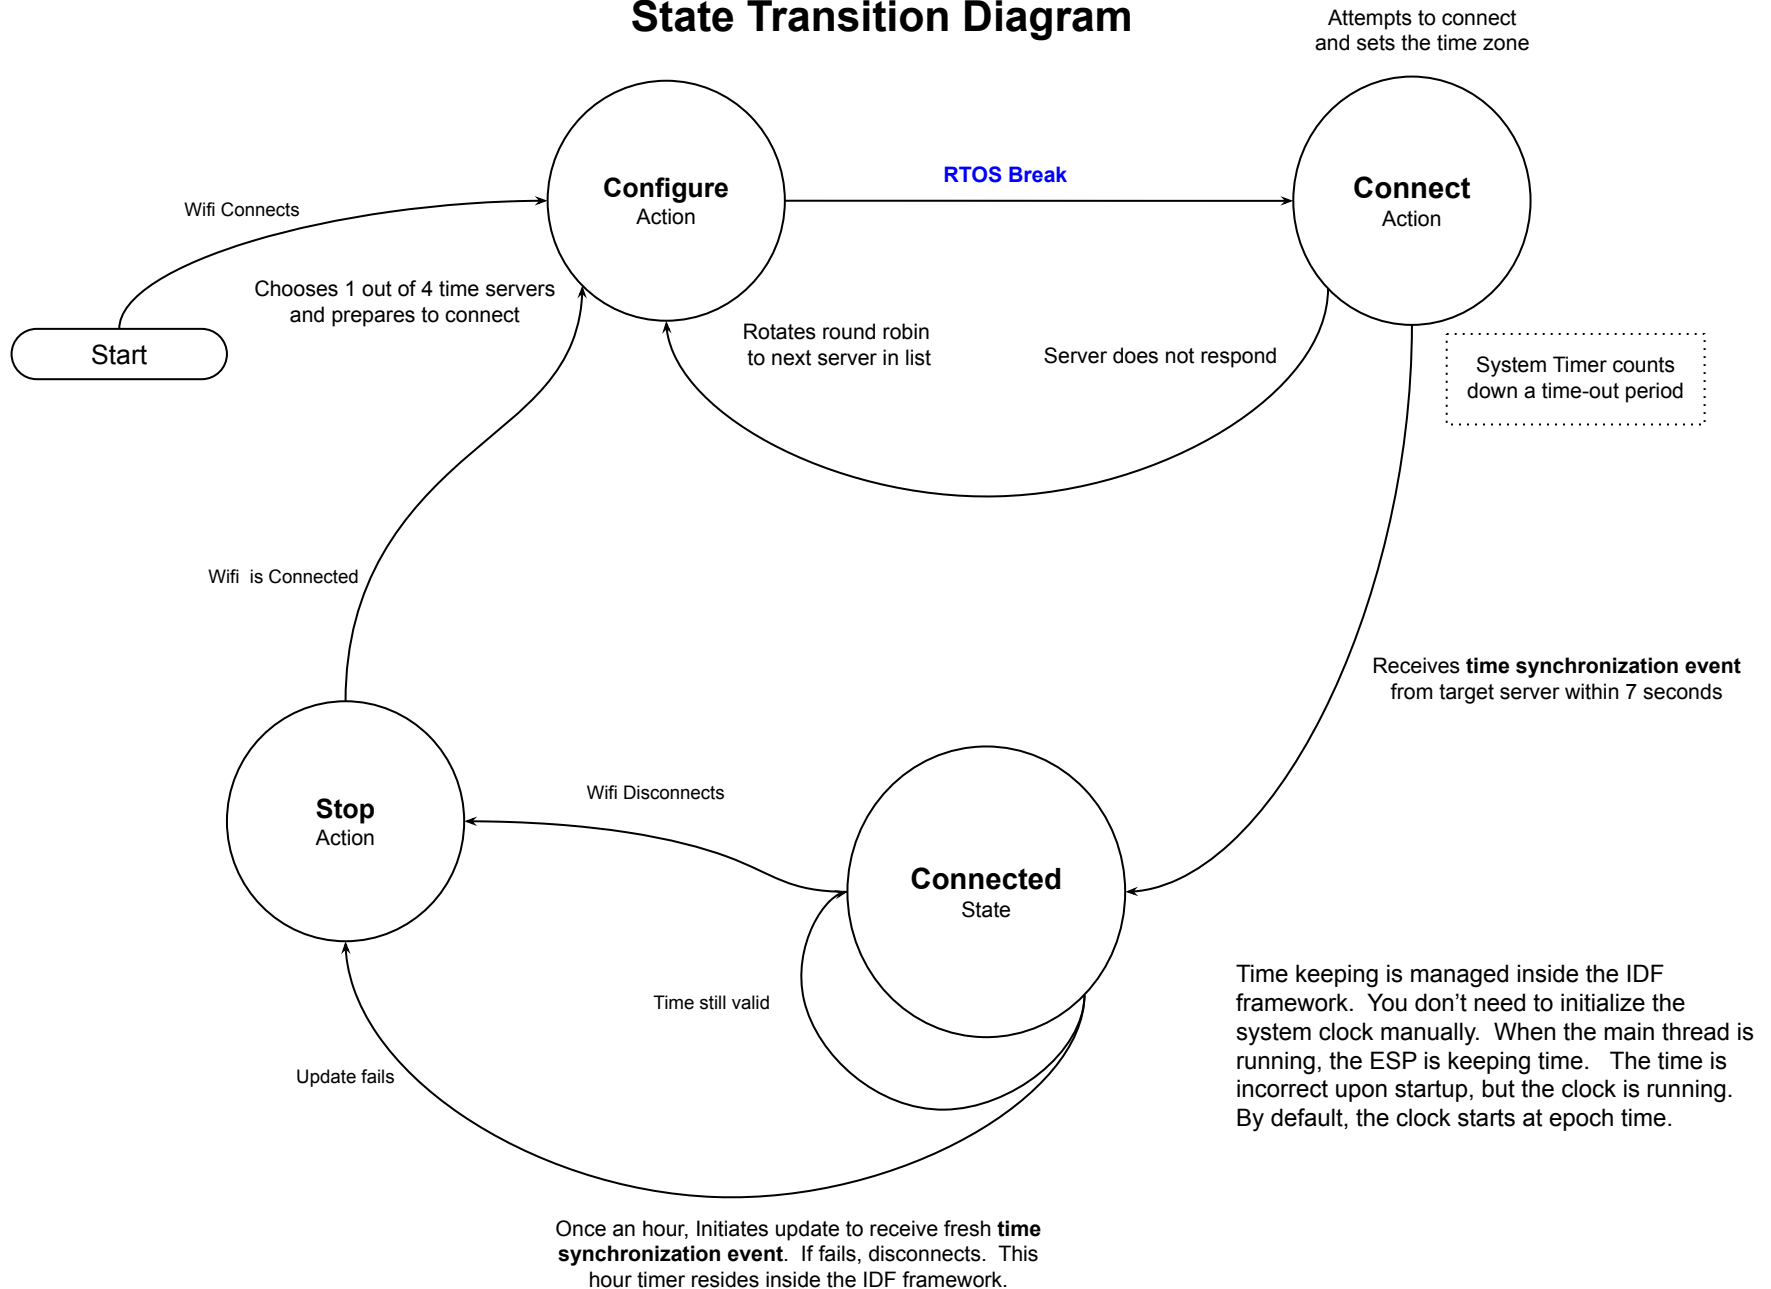 State Transition Diagram
Attempts to connect
and sets the time zone
Configure
Action
RTOS Break
Connect
Action
Wifi Connects
Chooses 1 out of 4 time servers
and prepares to connect
Start
Rotates round robin
to next server in list
Server does not respond
System Timer counts
down a time-out period
Wifi  is Connected
Receives time synchronization event
from target server within 7 seconds
Stop
Action
Wifi Disconnects
Connected
State
Time still valid
Update fails
Time keeping is managed inside the IDF
framework.  You don’t need to initialize the
system clock manually.  When the main thread is
running, the ESP is keeping time.   The time is
incorrect upon startup, but the clock is running.
By default, the clock starts at epoch time.
Once an hour, Initiates update to receive fresh time
synchronization event.  If fails, disconnects.  This
hour timer resides inside the IDF framework.